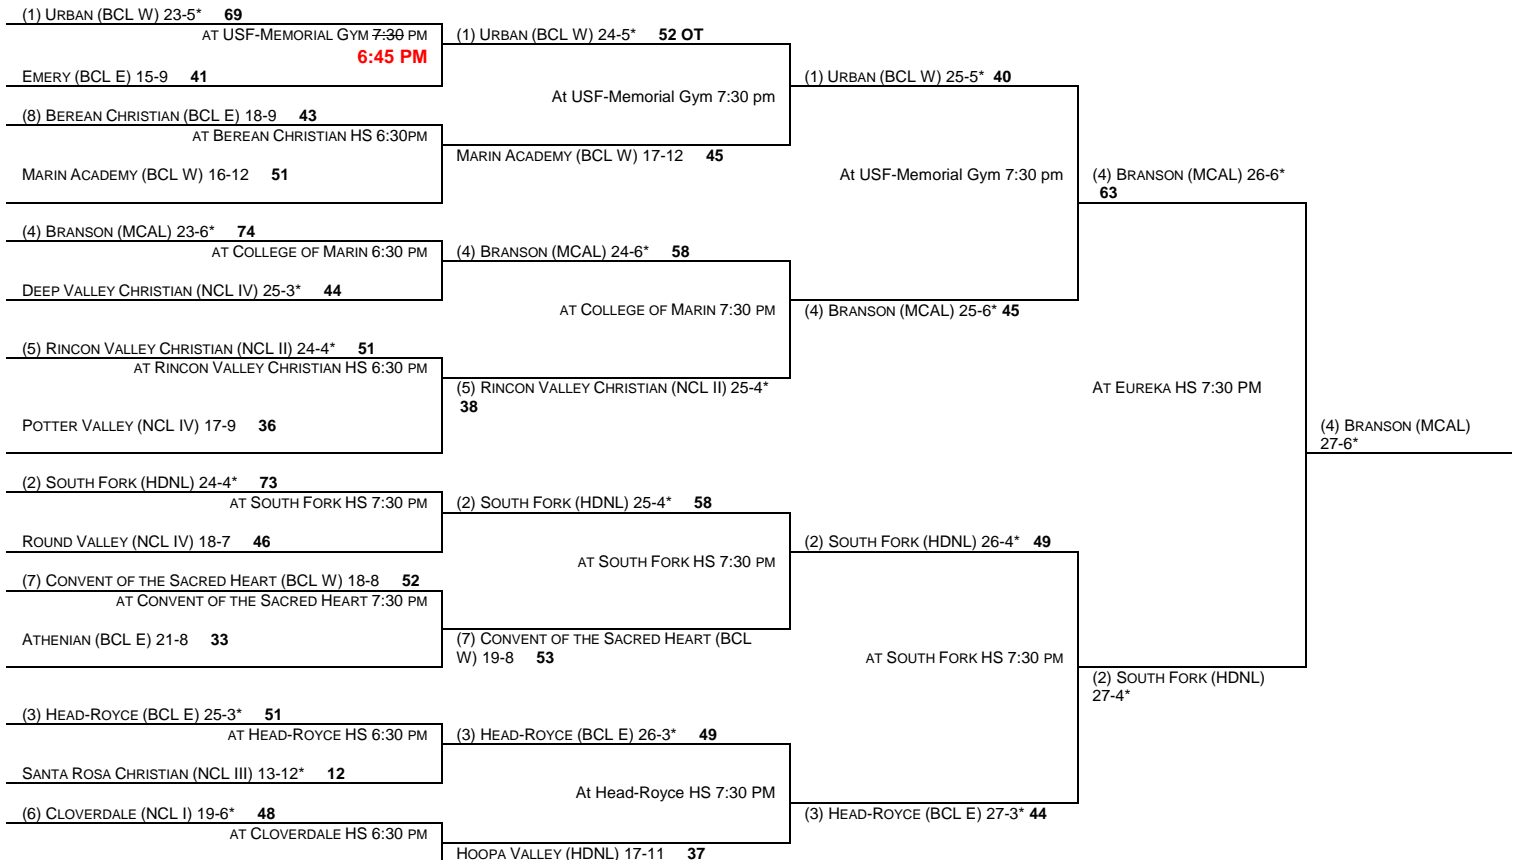 (1) URBAN (BCL W) 23-5* 69
AT USF-MEMORIAL GYM 7:30 PM
6:45 PM
EMERY (BCL E) 15-9 41
(8) BEREAN CHRISTIAN (BCL E) 18-9 43
AT BEREAN CHRISTIAN HS 6:30PM
MARIN ACADEMY (BCL W) 16-12 51
(4) BRANSON (MCAL) 23-6* 74
AT COLLEGE OF MARIN 6:30 PM
DEEP VALLEY CHRISTIAN (NCL IV) 25-3* 44
(5) RINCON VALLEY CHRISTIAN (NCL II) 24-4* 51
AT RINCON VALLEY CHRISTIAN HS 6:30 PM
POTTER VALLEY (NCL IV) 17-9 36
(2) SOUTH FORK (HDNL) 24-4* 73
AT SOUTH FORK HS 7:30 PM
ROUND VALLEY (NCL IV) 18-7 46
(7) CONVENT OF THE SACRED HEART (BCL W) 18-8 52
AT CONVENT OF THE SACRED HEART 7:30 PM
ATHENIAN (BCL E) 21-8 33
(3) HEAD-ROYCE (BCL E) 25-3* 51
AT HEAD-ROYCE HS 6:30 PM
SANTA ROSA CHRISTIAN (NCL III) 13-12* 12
(6) CLOVERDALE (NCL I) 19-6* 48
AT CLOVERDALE HS 6:30 PM
(1) URBAN (BCL W) 24-5* 52 OT
At USF-Memorial Gym 7:30 pm
MARIN ACADEMY (BCL W) 17-12 45
(4) BRANSON (MCAL) 24-6* 58
AT COLLEGE OF MARIN 7:30 PM
(5) RINCON VALLEY CHRISTIAN (NCL II) 25-4*
38
(2) SOUTH FORK (HDNL) 25-4* 58
AT SOUTH FORK HS 7:30 PM
(7) CONVENT OF THE SACRED HEART (BCL
W) 19-8 53
(3) HEAD-ROYCE (BCL E) 26-3* 49
At Head-Royce HS 7:30 PM
HOOPA VALLEY (HDNL) 17-11 37
(1) URBAN (BCL W) 25-5* 40
At USF-Memorial Gym 7:30 pm
(4) BRANSON (MCAL) 25-6* 45
(2) SOUTH FORK (HDNL) 26-4* 49
AT SOUTH FORK HS 7:30 PM
(3) HEAD-ROYCE (BCL E) 27-3* 44
(4) BRANSON (MCAL) 26-6*
63
AT EUREKA HS 7:30 PM
(2) SOUTH FORK (HDNL)
27-4*
(4) BRANSON (MCAL)
27-6*